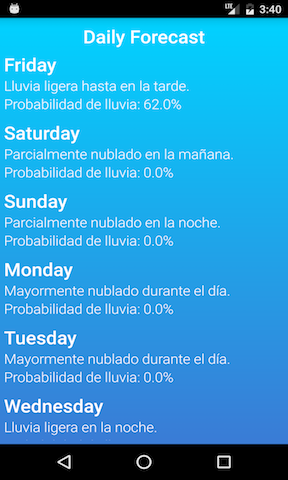 LTE 3:40
Daily Forecast
Friday
Lluvia ligera hasta en la tarde.
Probabilidad de lluvia: 62.0%
Saturday
Parcialmente nublado en la mañana.
Probabilidad de lluvia: 0.0%
Sunday
Parcialmente nublado en la noche.
Probabilidad de lluvia: 0.0%
Monday
Mayormente nublado durante el día.
Probabilidad de lluvia: 0.0%
Tuesday
Mayormente nublado durante el día.
Probabilidad de lluvia: 0.0%
Wednesday
Lluvia ligera en la noche.